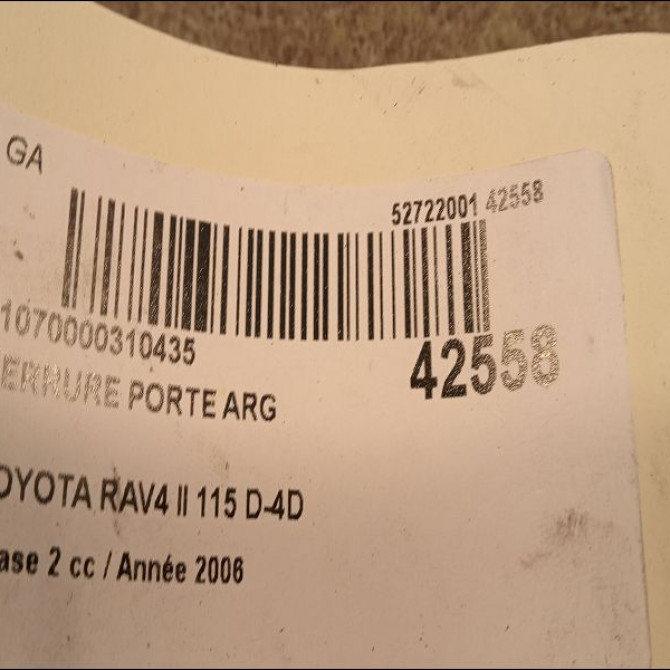 GA
52722001 42558
1070000310435
42558
ERRURE PORTE ARG
OYOTA RAV4 II 115 D-4D
ase 2 cc / Année 2006